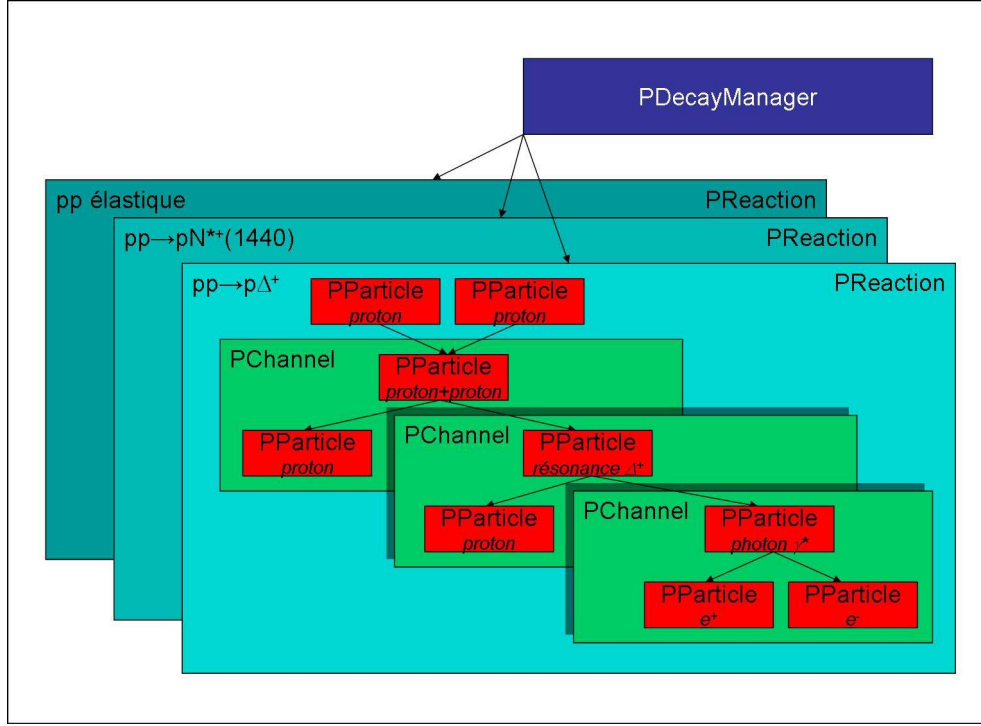 PDecayManager
pp élastique PReaction
pp→pN*⁺(1440) PReaction
pp→pΔ⁺ PReaction
PParticle PParticle
proton proton
PChannel PParticle
proton+proton
PParticle PChannel PParticle
proton résonance Δ⁺
PParticle PChannel PParticle
proton photon γ*
PParticle PParticle
e⁺ e⁻